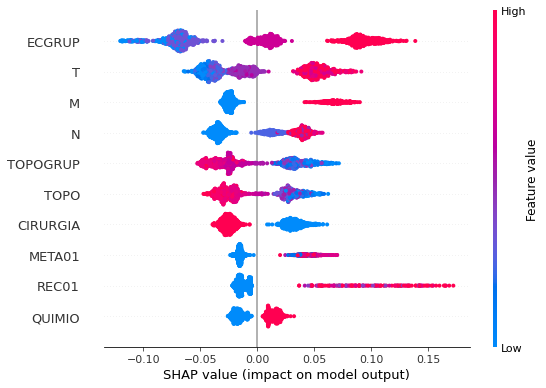 High
ECGRUP
T
M
N
TOPOGRUP
TOPO
CIRURGIA
META01
REC01
QUIMIO
Feature value
Low
−0.10 −0.05 0.00 0.05 0.10 0.15
SHAP value (impact on model output)